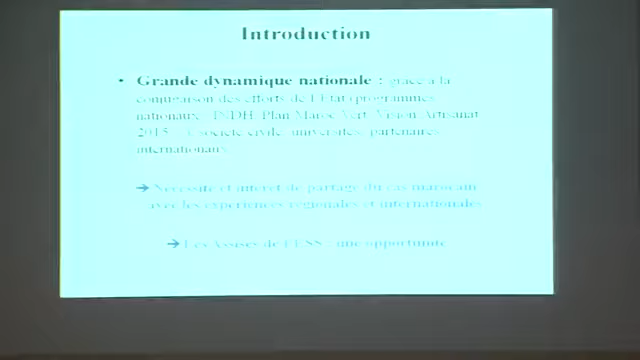 Introduction
• Grande dynamique nationale : grâce à la
conjugaison des efforts de l'Etat (programmes
nationaux : INDH, Plan Maroc Vert, Vision Artisanat
2015 société civile, universités, partenaires
internationaux
➔ Nécessité et intérêt de partage du cas marocain
avec les expériences régionales et internationales
➔ Les Assises de l'ESS : une opportunité